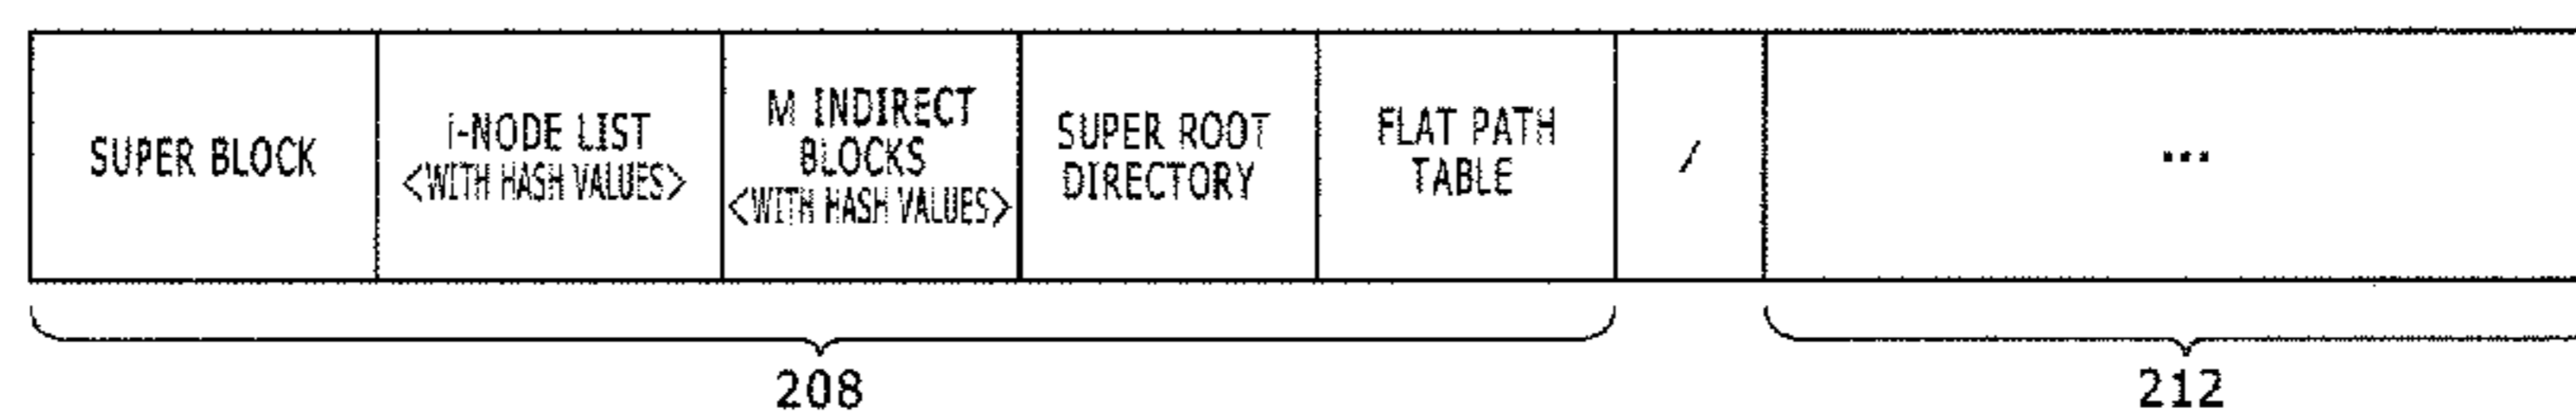 SUPER BLOCK
i-NODE LIST
<WITH HASH VALUES>
M INDIRECT
BLOCKS
<WITH HASH VALUES>
SUPER ROOT
DIRECTORY
FLAT PATH
TABLE
/
...
208
212